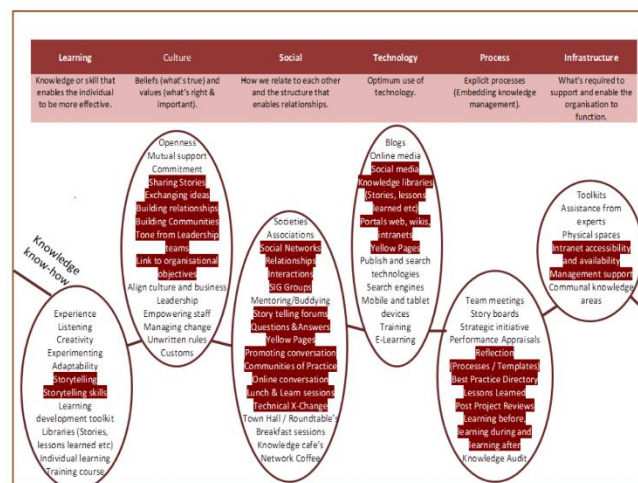 Learning
Knowledge or skill that
enables the individual
to be more effective.
Culture
Beliefs (what's true) and
values (what's right &
important).
Social
How we relate to each other
and the structure that
enables relationships.
Technology
Optimum use of
technology.
Process
Explicit processes
(Embedding knowledge
management).
Infrastructure
What's required to
support and enable the
organisation to
function.
Knowledge
know-how
Experience
Listening
Creativity
Experimenting
Adaptability
Storytelling
Storytelling skills
Learning
development toolkit
Libraries (Stories,
lessons learned etc)
Individual learning
Training course
Openness
Mutual support
Commitment
Sharing Stories
Exchanging ideas
Building relationships
Building Communities
Tone from Leadership
teams
Link to organisational
objectives
Align culture and business
Leadership
Empowering staff
Managing change
Unwritten rules
Customs
Societies
Associations
Social Networks
Relationships
Interactions
SIG Groups
Mentoring/Buddying
Story telling forums
Questions &Answers
Yellow Pages
Promoting conversation
Communities of Practice
Online conversation
Lunch & Learn sessions
Technical X-Change
Town Hall / Roundtable's
Breakfast sessions
Knowledge cafe's
Network Coffee
Blogs
Online media
Social media
Knowledge libraries
(Stories, lessons
learned etc)
Portals web, wikis,
intranets
Yellow Pages
Publish and search
technologies
Search engines
Mobile and tablet
devices
Training
E-Learning
Team meetings
Story boards
Strategic initiative
Performance Appraisals
Reflection
(Processes / Templates)
Best Practice Directory
Lessons Learned
Post Project Reviews
Learning before,
learning during and
learning after
Knowledge Audit
Toolkits
Assistance from
experts
Physical spaces
Intranet accessibility
and availability
Management support
Communal knowledge
areas